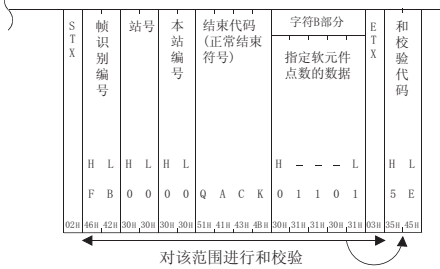 STX 帧识别编号 站号 本站编号 结束代码(正常结束符号) 字符B部分 指定软元件点数的数据 ETX 和校验代码
H L H L H L H - - - L H L
F B 0 0 0 0 Q A C K 0 1 1 0 1 5 E
02H 46H 42H 30H 30H 30H 30H 51H 41H 43H 4BH 30H 31H 31H 30H 31H 03H 35H 45H
对该范围进行和校验